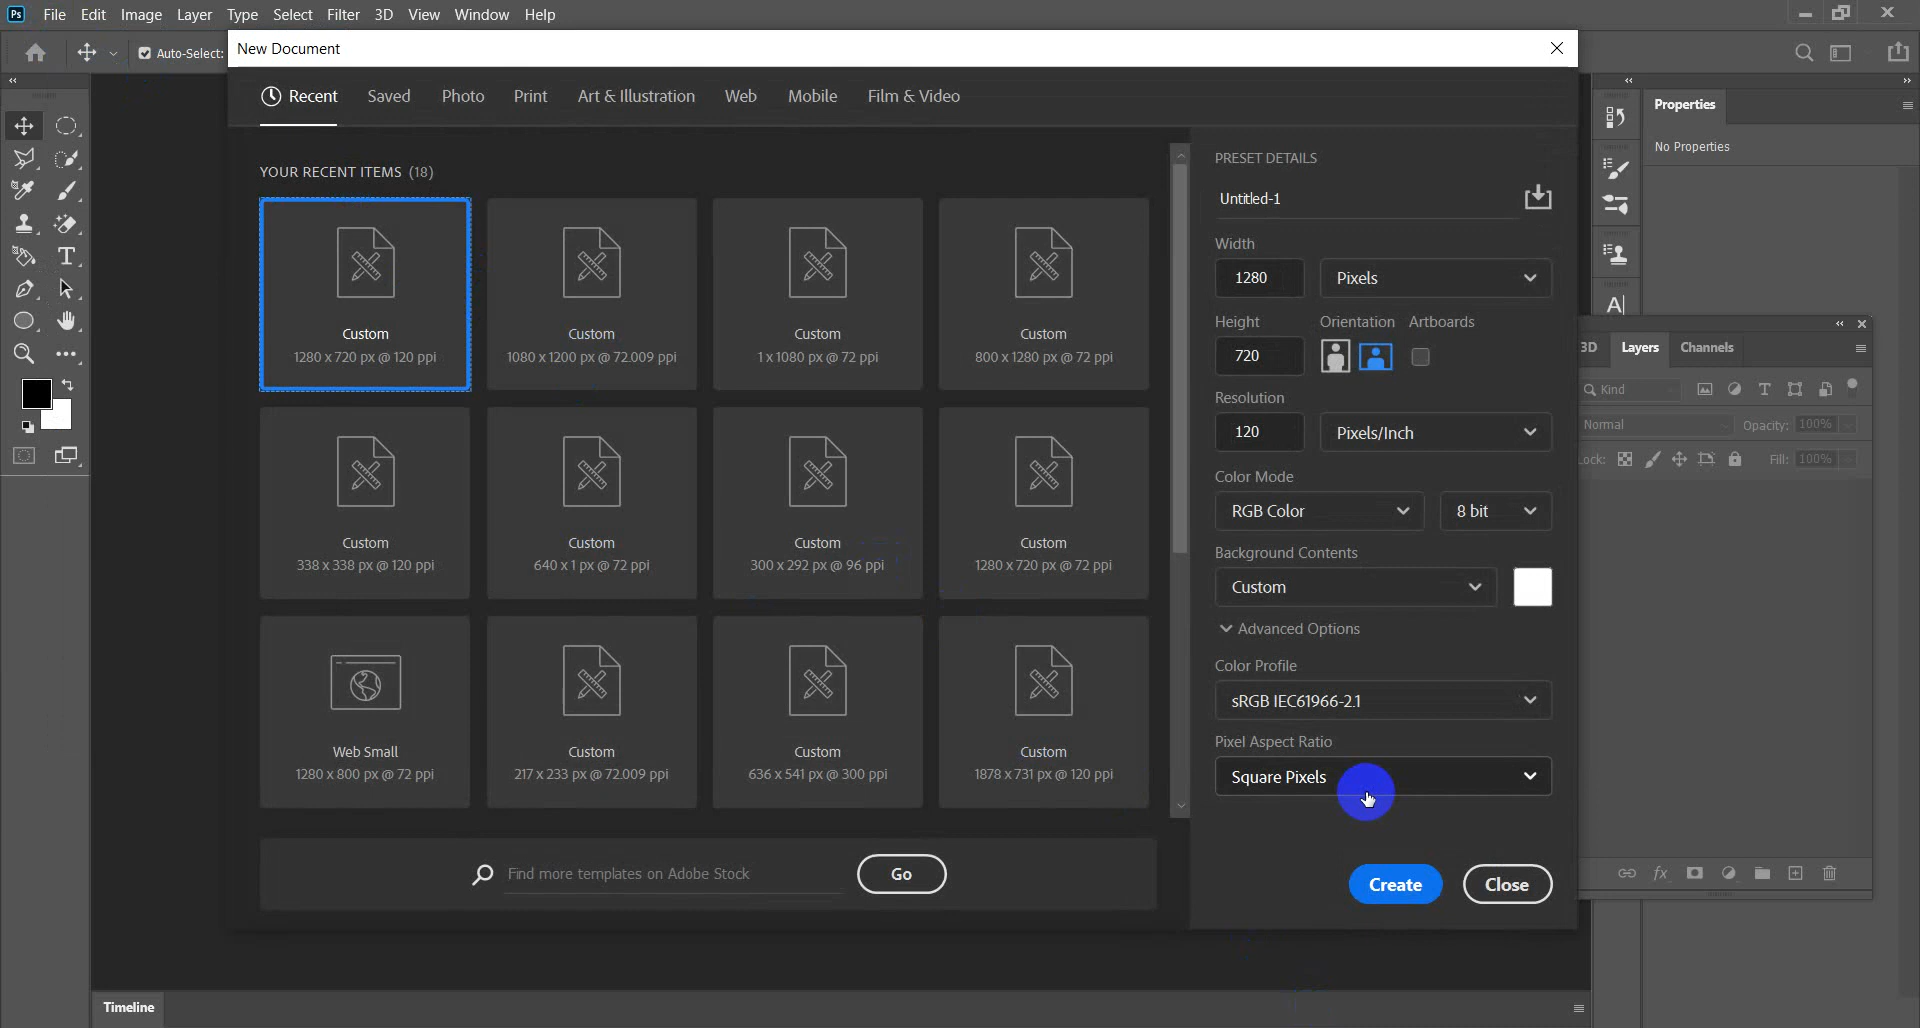 Ps File Edit Image Layer Type Select Filter 3D View Window Help
Auto-Select:
New Document
Recent Saved Photo Print Art & Illustration Web Mobile Film & Video
YOUR RECENT ITEMS (18)
Custom
1280 x 720 px @ 120 ppi
Custom
1080 x 1200 px @ 72.009 ppi
Custom
1 x 1080 px @ 72 ppi
Custom
800 x 1280 px @ 72 ppi
Custom
338 x 338 px @ 120 ppi
Custom
640 x 1 px @ 72 ppi
Custom
300 x 292 px @ 96 ppi
Custom
1280 x 720 px @ 72 ppi
Web Small
1280 x 800 px @ 72 ppi
Custom
217 x 233 px @ 72.009 ppi
Custom
636 x 541 px @ 300 ppi
Custom
1878 x 731 px @ 120 ppi
Find more templates on Adobe Stock
Go
PRESET DETAILS
Untitled-1
Width
1280 Pixels
Height Orientation Artboards
720
Resolution
120 Pixels/Inch
Color Mode
RGB Color 8 bit
Background Contents
Custom
Advanced Options
Color Profile
sRGB IEC61966-2.1
Pixel Aspect Ratio
Square Pixels
Create Close
Properties
No Properties
3D Layers Channels
Kind
Normal Opacity: 100%
ock: Fill: 100%
Timeline